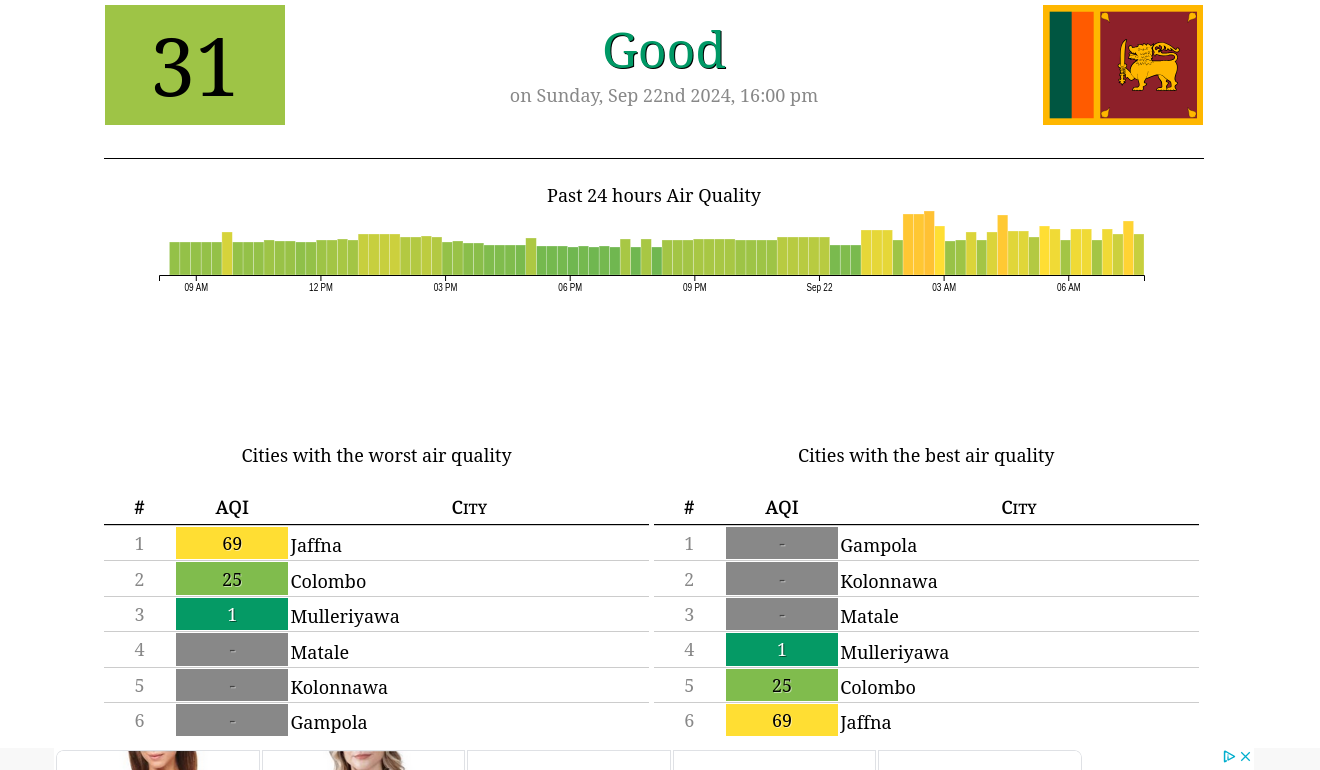 31
Good
on Sunday, Sep 22nd 2024, 16:00 pm
Past 24 hours Air Quality
09 AM 12 PM 03 PM 06 PM 09 PM Sep 22 03 AM 06 AM
Cities with the worst air quality
# AQI City
1 69 Jaffna
2 25 Colombo
3 1 Mulleriyawa
4 - Matale
5 - Kolonnawa
6 - Gampola
Cities with the best air quality
# AQI City
1 - Gampola
2 - Kolonnawa
3 - Matale
4 1 Mulleriyawa
5 25 Colombo
6 69 Jaffna